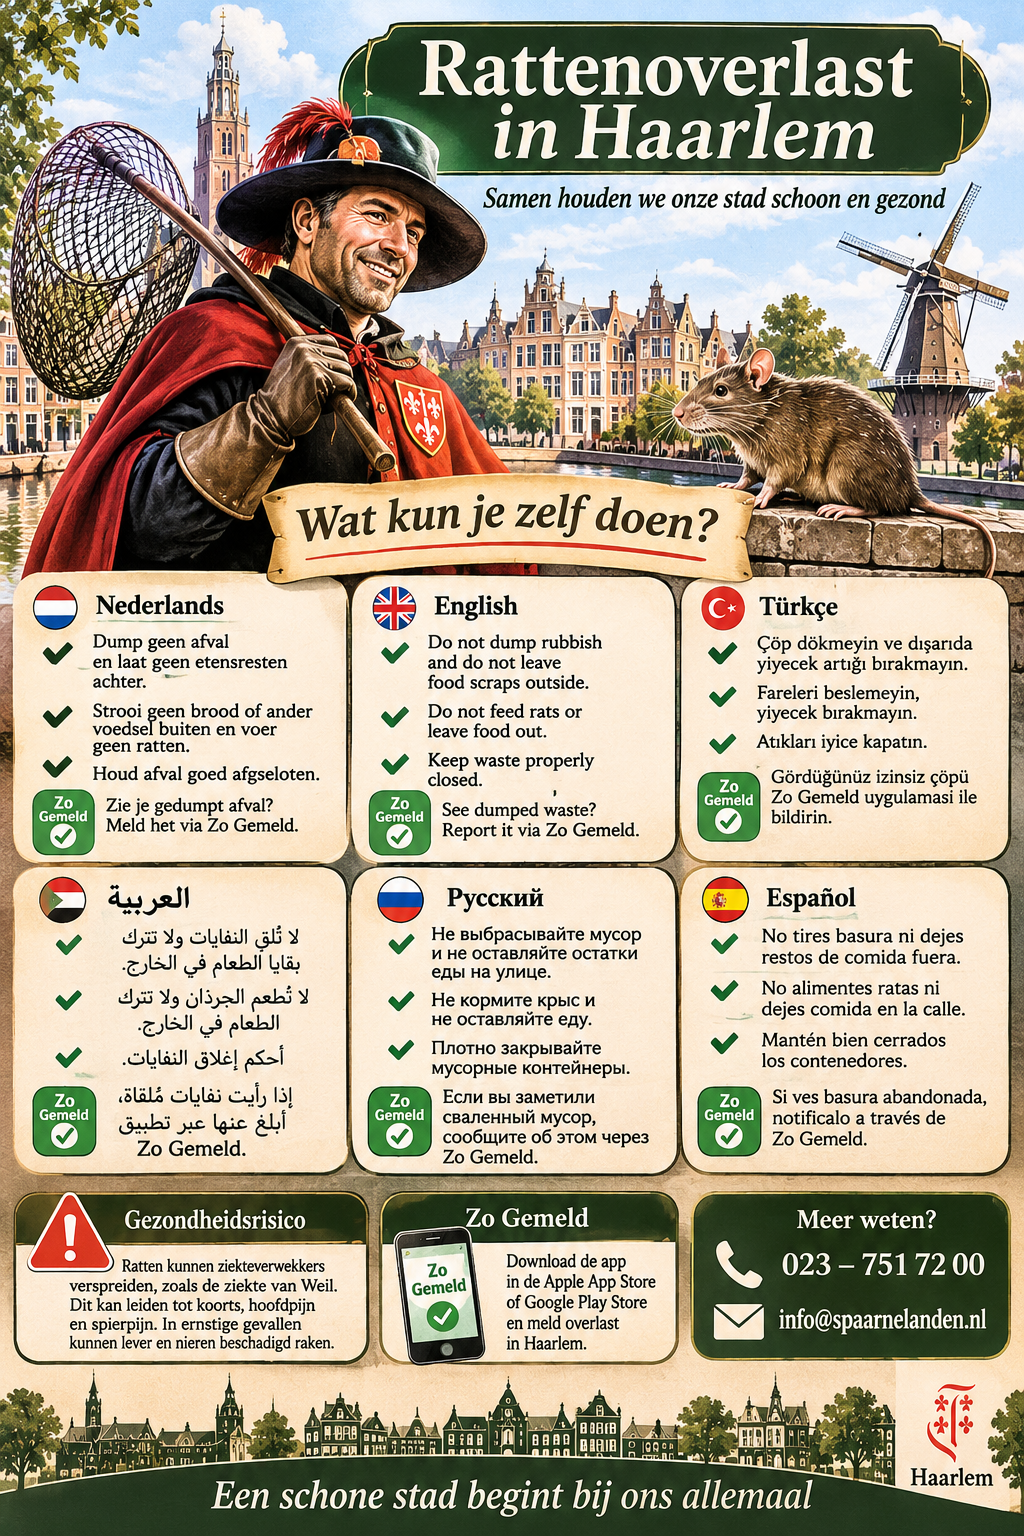 Rattenoverlast
in Haarlem
Samen houden we onze stad schoon en gezond
Wat kun je zelf doen?
Nederlands
Dump geen afval
en laat geen etensresten
achter.
Strooi geen brood of ander
voedsel buiten en voer
geen ratten.
Houd afval goed afgseloten.
Zo
Gemeld
Zie je gedumpt afval?
Meld het via Zo Gemeld.
English
Do not dump rubbish
and do not leave
food scraps outside.
Do not feed rats or
leave food out.
Keep waste properly
closed.
Zo
Gemeld
See dumped waste?
Report it via Zo Gemeld.
Türkçe
Çöp dökmeyin ve dışarıda
yiyecek artığı bırakmayın.
Fareleri beslemeyin,
yiyecek bırakmayın.
Atıkları iyice kapatın.
Zo
Gemeld
Gördüğünüz izinsiz çöpü
Zo Gemeld uygulamasi ile
bildirin.
العربية
لا تُلقِ النفايات ولا تترك
بقايا الطعام في الخارج.
لا تُطعم الجرذان ولا تترك
الطعام في الخارج.
أحكم إغلاق النفايات.
Zo
Gemeld
إذا رأيت نفايات مُلقاة،
أبلغ عنها عبر تطبيق
Zo Gemeld.
Русский
Не выбрасывайте мусор
и не оставляйте остатки
еды на улице.
Не кормите крыс и
не оставляйте еду.
Плотно закрывайте
мусорные контейнеры.
Zo
Gemeld
Если вы заметили
сваленный мусор,
сообщите об этом через
Zo Gemeld.
Español
No tires basura ni dejes
restos de comida fuera.
No alimentes ratas ni
dejes comida en la calle.
Mantén bien cerrados
los contenedores.
Zo
Gemeld
Si ves basura abandonada,
notificalo a través de
Zo Gemeld.
Gezondheidsrisico
Ratten kunnen ziekteverwekkers
verspreiden, zoals de ziekte van Weil.
Dit kan leiden tot koorts, hoofdpijn
en spierpijn. In ernstige gevallen
kunnen lever en nieren beschadigd raken.
Zo Gemeld
Zo
Gemeld
Download de app
in de Apple App Store
of Google Play Store
en meld overlast
in Haarlem.
Meer weten?
023 – 751 72 00
info@spaarnelanden.nl
Haarlem
Een schone stad begint bij ons allemaal